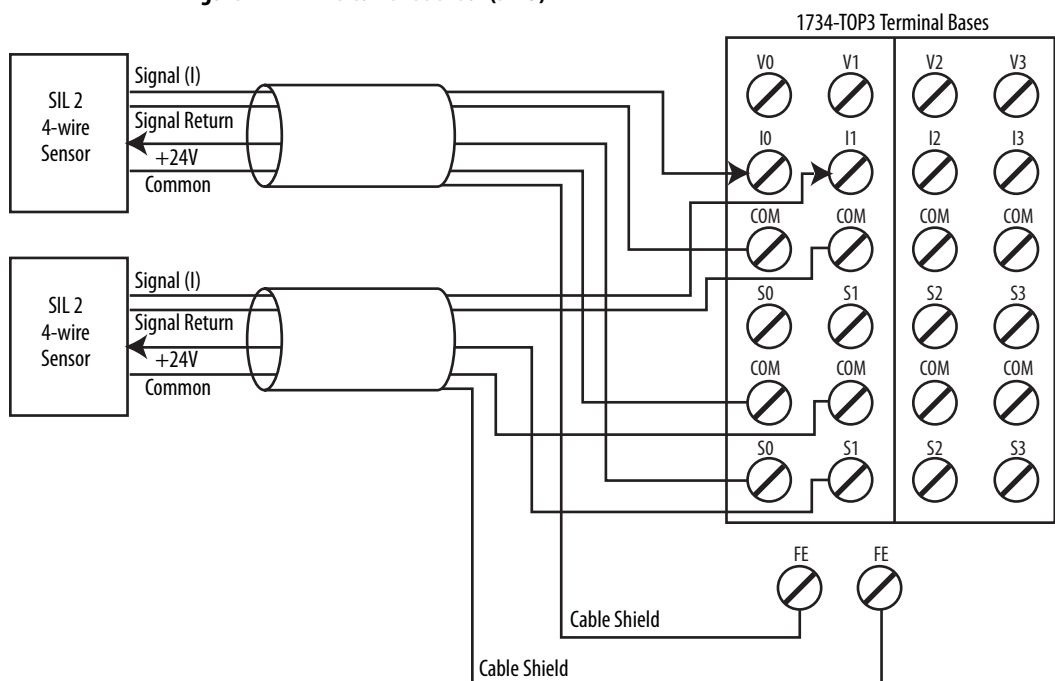 1734-TOP3 Terminal Bases
SIL 2
4-wire
Sensor
Signal (I)
Signal Return
+24V
Common
SIL 2
4-wire
Sensor
Signal (I)
Signal Return
+24V
Common
V0 V1 V2 V3
I0 I1 I2 I3
COM COM COM COM
S0 S1 S2 S3
COM COM COM COM
S0 S1 S2 S3
FE FE
Cable Shield
Cable Shield